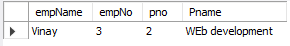 empName empNo pno Pname
Vinay 3 2 WEb development